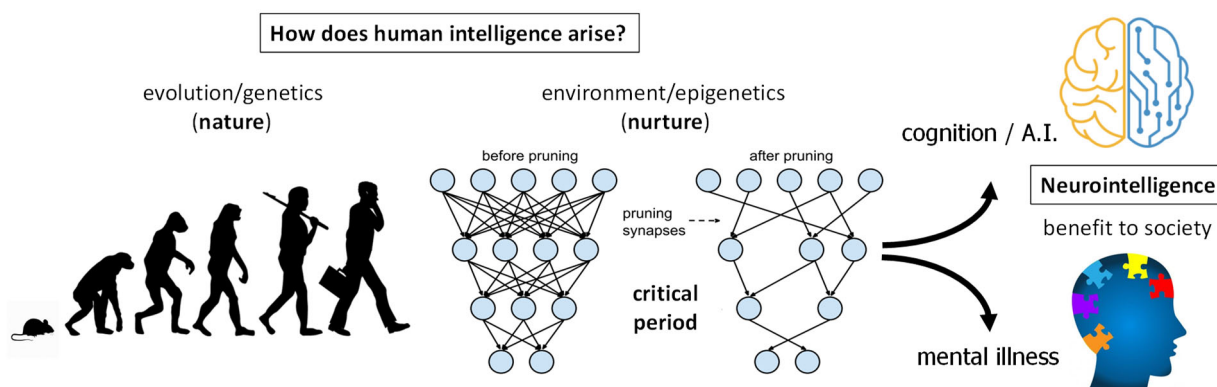 How does human intelligence arise?
evolution/genetics
(nature)
environment/epigenetics
(nurture)
before pruning
after pruning
pruning
synapses
critical
period
cognition / A.I.
Neurointelligence
benefit to society
mental illness